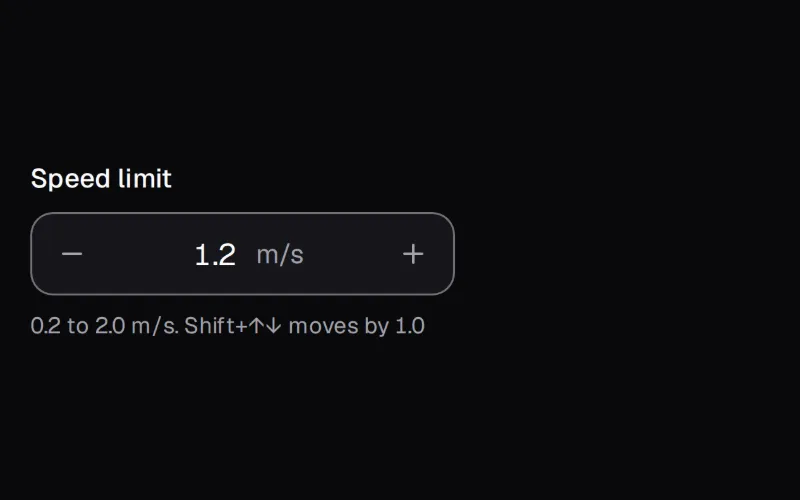 Speed limit
− 1.2 m/s +
0.2 to 2.0 m/s. Shift+↑↓ moves by 1.0